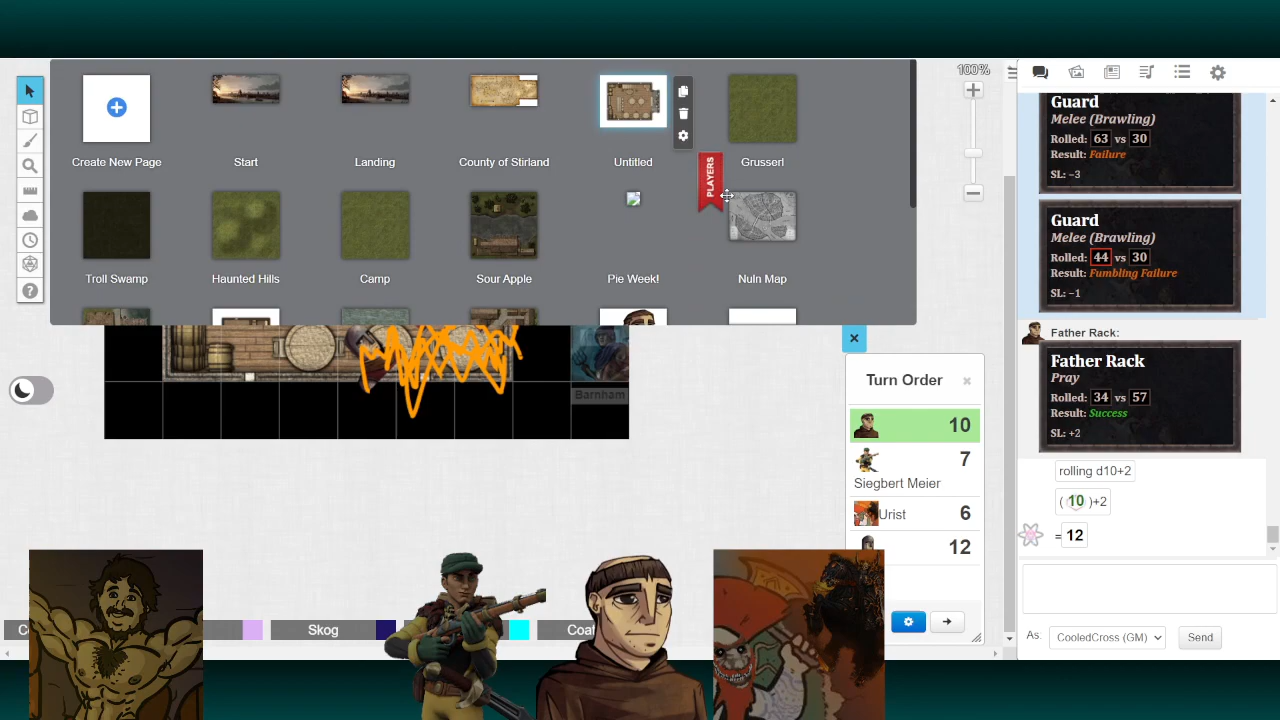 100%
Create New Page
Start
Landing
County of Stirland
Untitled
Grusserl
PLAYERS
Troll Swamp
Haunted Hills
Camp
Sour Apple
Pie Week!
Nuln Map
Barnham
Turn Order ×
10
7
Siegbert Meier
Urist 6
12
Skog
Guard
Melee (Brawling)
Rolled: 63 vs 30
Result: Failure
SL: −3
Guard
Melee (Brawling)
Rolled: 44 vs 30
Result: Fumbling Failure
SL: −1
Father Rack:
Father Rack
Pray
Rolled: 34 vs 57
Result: Success
SL: +2
rolling d10+2
( 10 )+2
= 12
As: CooledCross (GM) Send